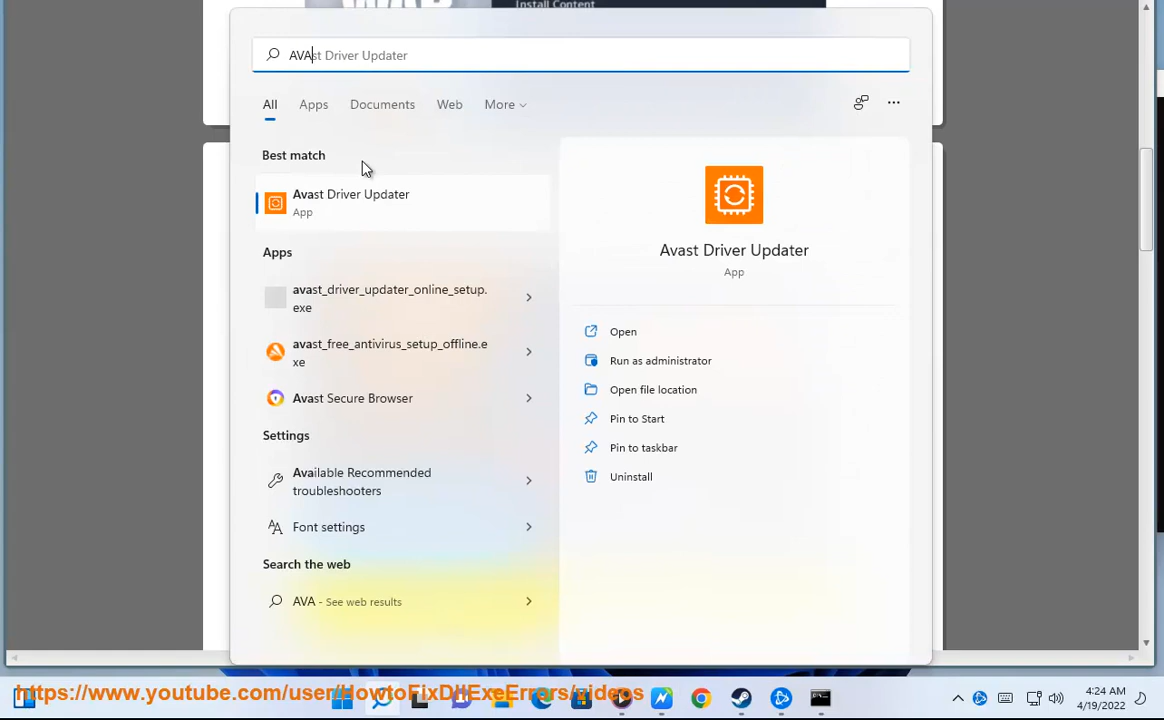 Install Content
AVAst Driver Updater
All Apps Documents Web More
Best match
Avast Driver Updater
App
Apps
avast_driver_updater_online_setup.
exe
avast_free_antivirus_setup_offline.e
xe
Avast Secure Browser
Settings
Available Recommended
troubleshooters
Font settings
Search the web
AVA - See web results
Avast Driver Updater
App
Open
Run as administrator
Open file location
Pin to Start
Pin to taskbar
Uninstall
https://www.youtube.com/user/HowtoFixDllExeErrors/videos
4:24 AM
4/19/2022